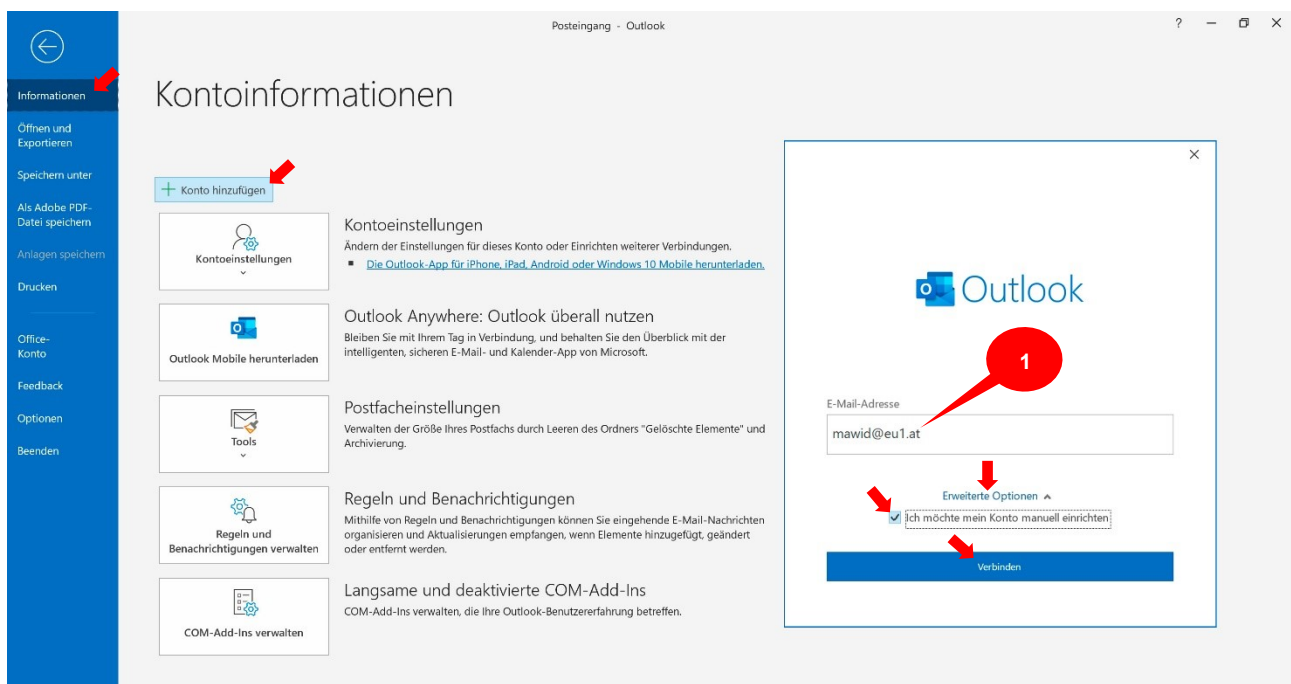 Posteingang - Outlook
?
Informationen
Öffnen und
Exportieren
Speichern unter
Als Adobe PDF-
Datei speichern
Anlagen speichern
Drucken
Office-
Konto
Feedback
Optionen
Beenden
Kontoinformationen
Konto hinzufügen
Kontoeinstellungen
Kontoeinstellungen
Ändern der Einstellungen für dieses Konto oder Einrichten weiterer Verbindungen.
Die Outlook-App für iPhone, iPad, Android oder Windows 10 Mobile herunterladen.
Outlook Mobile herunterladen
Outlook Anywhere: Outlook überall nutzen
Bleiben Sie mit Ihrem Tag in Verbindung, und behalten Sie den Überblick mit der
intelligenten, sicheren E-Mail- und Kalender-App von Microsoft.
Tools
Postfacheinstellungen
Verwalten der Größe Ihres Postfachs durch Leeren des Ordners "Gelöschte Elemente" und
Archivierung.
Regeln und
Benachrichtigungen verwalten
Regeln und Benachrichtigungen
Mithilfe von Regeln und Benachrichtigungen können Sie eingehende E-Mail-Nachrichten
organisieren und Aktualisierungen empfangen, wenn Elemente hinzugefügt, geändert
oder entfernt werden.
COM-Add-Ins verwalten
Langsame und deaktivierte COM-Add-Ins
COM-Add-Ins verwalten, die Ihre Outlook-Benutzererfahrung betreffen.
Outlook
1
E-Mail-Adresse
mawid@eu1.at
Erweiterte Optionen
Ich möchte mein Konto manuell einrichten
Verbinden